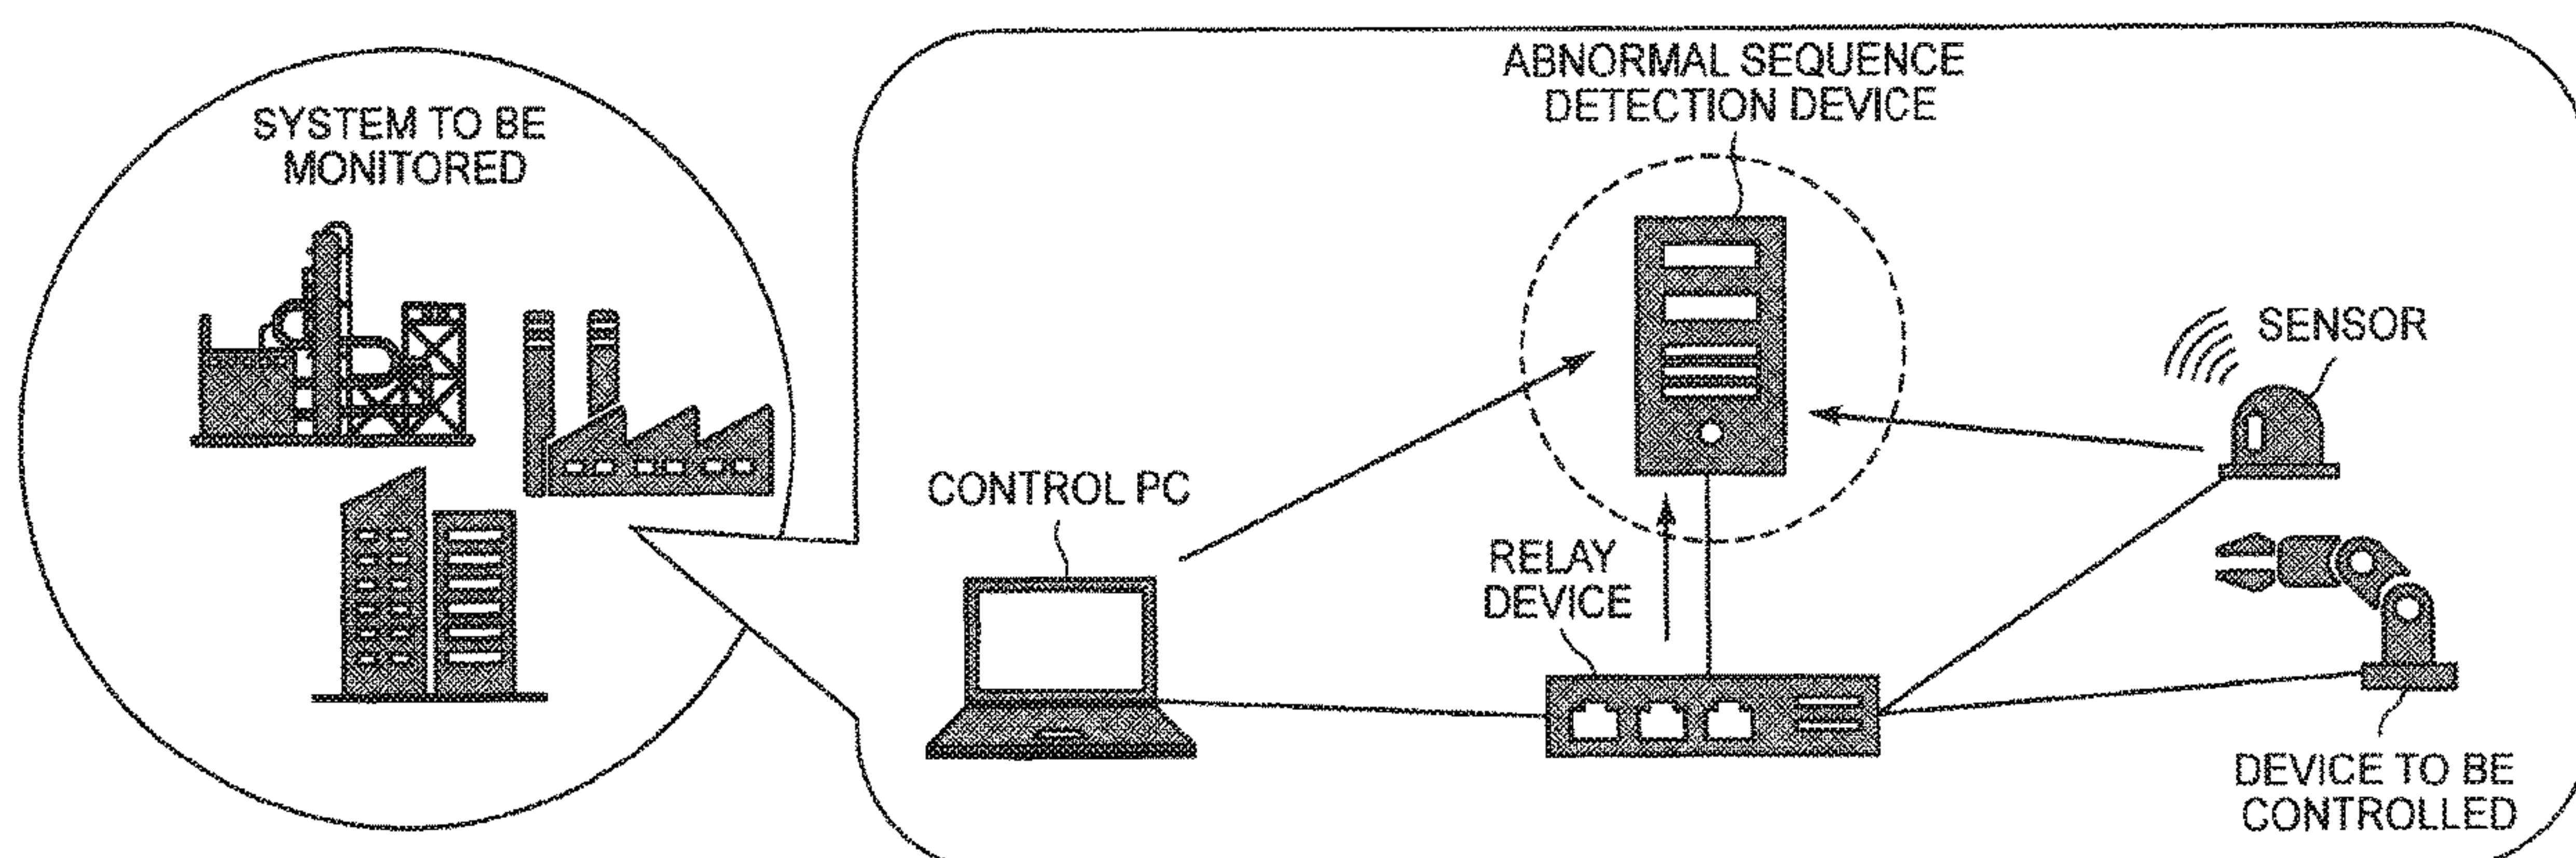 SYSTEM TO BE
MONITORED
ABNORMAL SEQUENCE
DETECTION DEVICE
SENSOR
CONTROL PC
RELAY
DEVICE
DEVICE TO BE
CONTROLLED